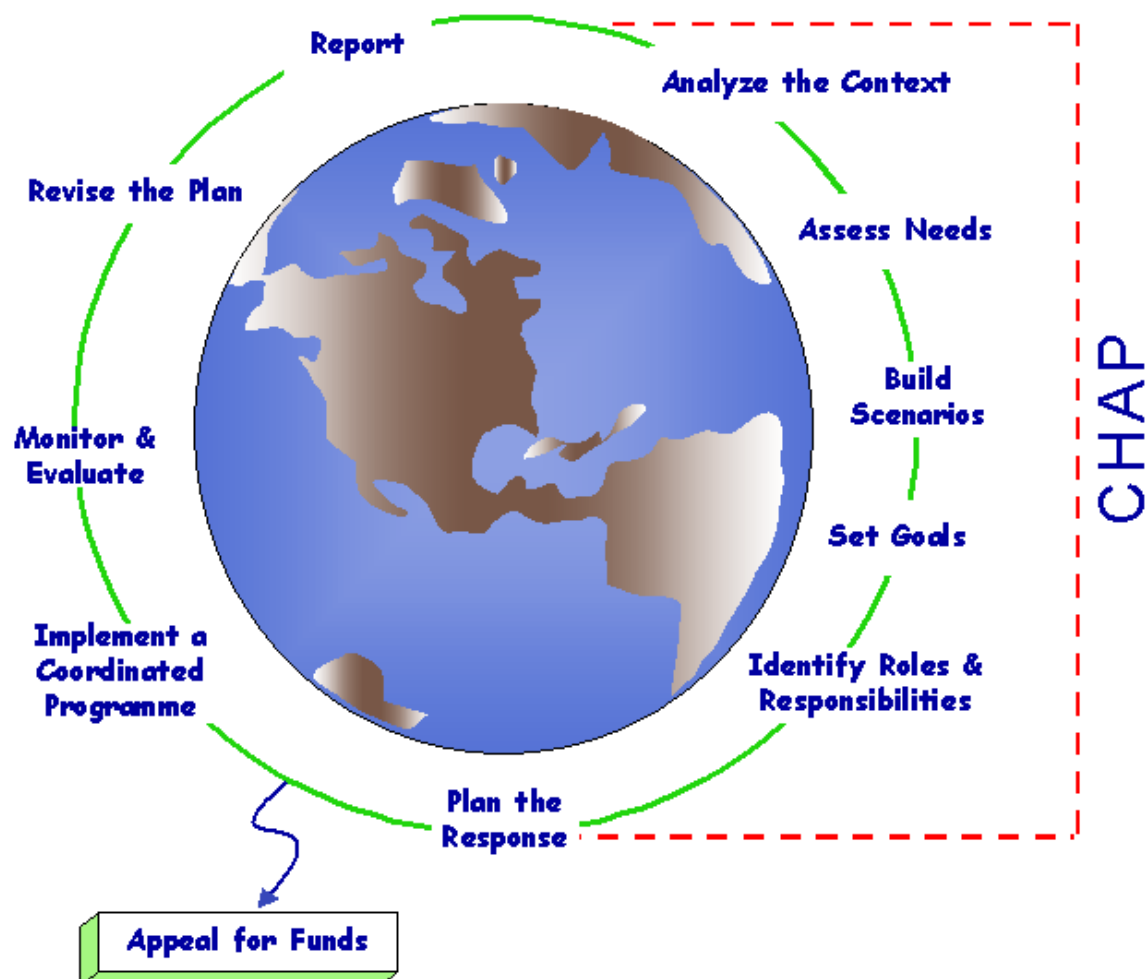 Report
Analyze the Context
Revise the Plan
Assess Needs
Build
Scenarios
CHAP
Monitor &
Evaluate
Set Goals
Implement a
Coordinated
Programme
Identify Roles &
Responsibilities
Plan the
Response
Appeal for Funds